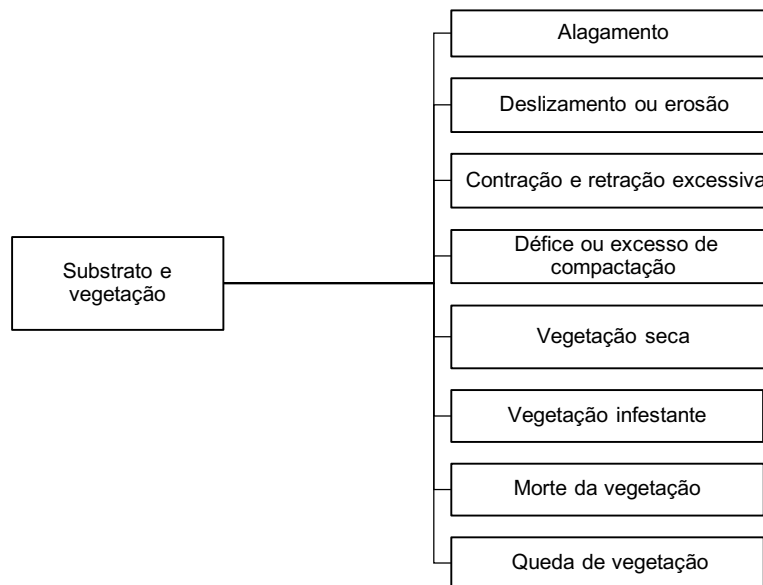 Alagamento
Deslizamento ou erosão
Contração e retração excessiva
Substrato e
vegetação
Défice ou excesso de
compactação
Vegetação seca
Vegetação infestante
Morte da vegetação
Queda de vegetação